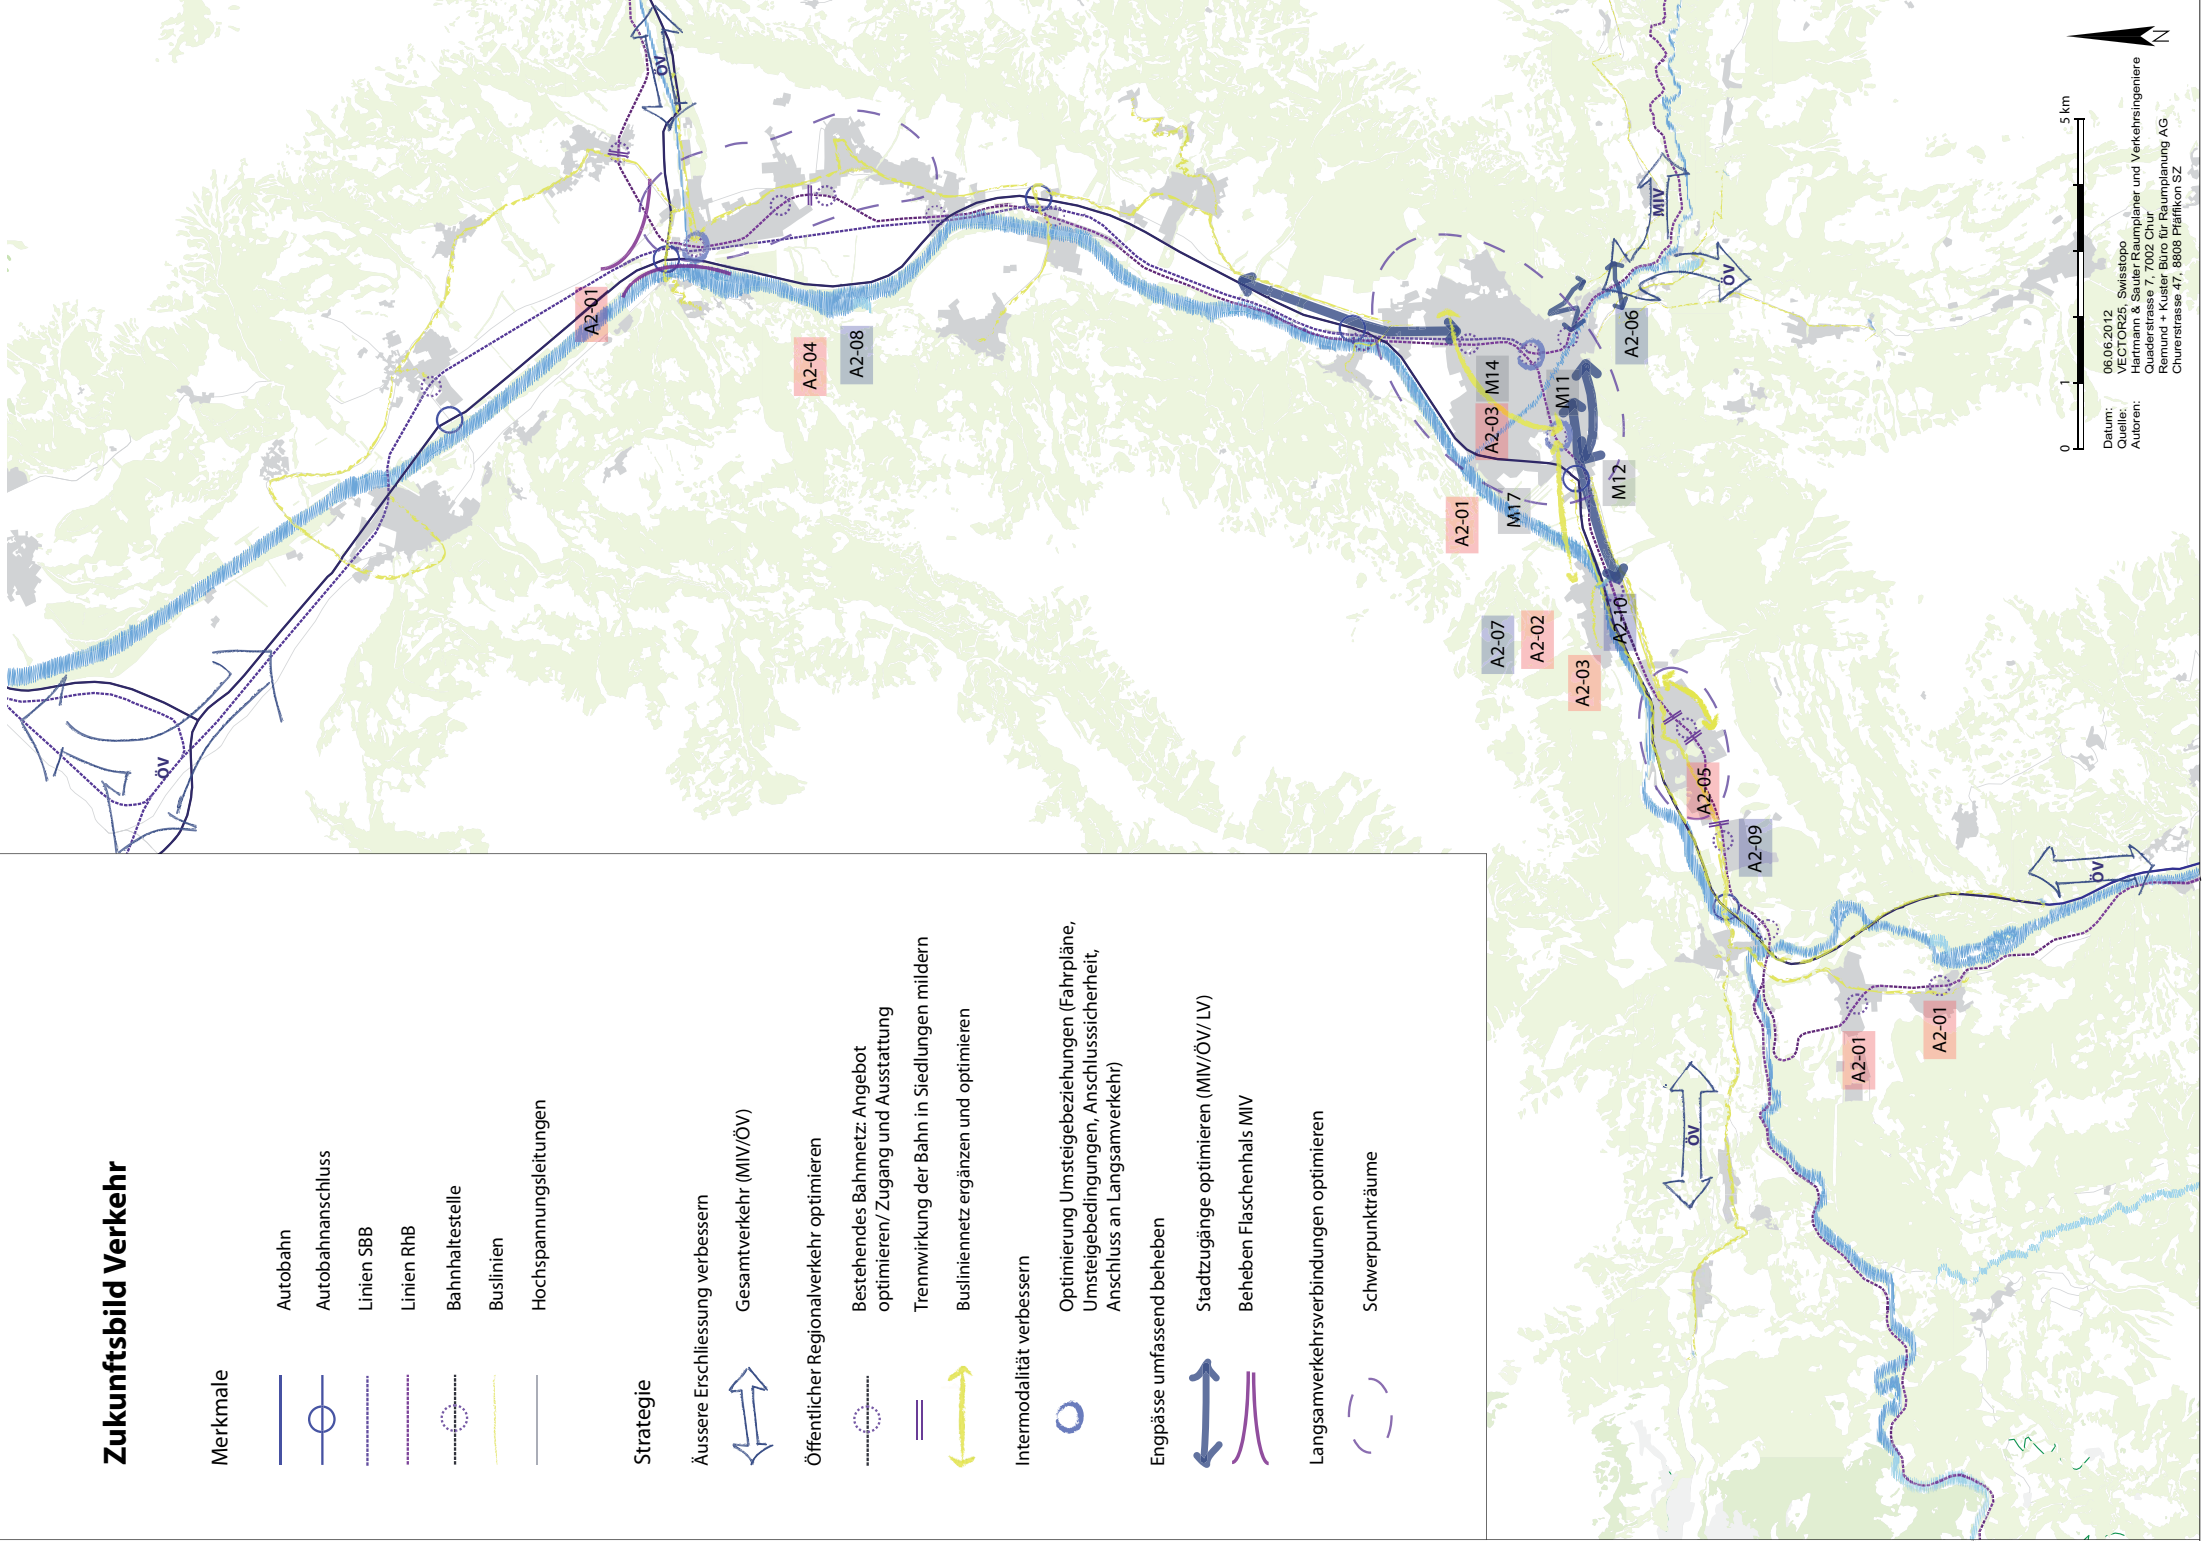 Zukunftsbild Verkehr
Merkmale
Autobahn
Autobahnanschluss
Linien SBB
Linien RhB
Bahnhaltestelle
Buslinien
Hochspannungsleitungen
Strategie
Äussere Erschliessung verbessern
Gesamtverkehr (MIV/ÖV)
Öffentlicher Regionalverkehr optimieren
Bestehendes Bahnnetz: Angebot
optimieren/ Zugang und Ausstattung
Trennwirkung der Bahn in Siedlungen mildern
Busliniennetz ergänzen und optimieren
Intermodalität verbessern
Optimierung Umsteigebeziehungen (Fahrpläne,
Umsteigebedingungen, Anschlusssicherheit,
Anschluss an Langsamverkehr)
Engpässe umfassend beheben
Stadtzugänge optimieren (MIV/ÖV/ LV)
Beheben Flaschenhals MIV
Langsamverkehrsverbindungen optimieren
Schwerpunkträume
ÖV
ÖV
A2-01
A2-04
A2-08
A2-01
A2-03
M14
M11
M17
M12
A2-06
MIV
ÖV
A2-07
A2-02
A2-03
A2-10
A2-05
A2-09
ÖV
ÖV
A2-01
A2-01
0
1
5 km
N
Datum: 06.06.2012
Quelle: VECTOR25, Swisstopo
Autoren: Hartmann & Sauter Raumplaner und Verkehrsingeniere
Quaderstrasse 7, 7002 Chur
Remund + Kuster Büro für Raumplanung AG
Churerstrasse 47, 8808 Pfäffikon SZ